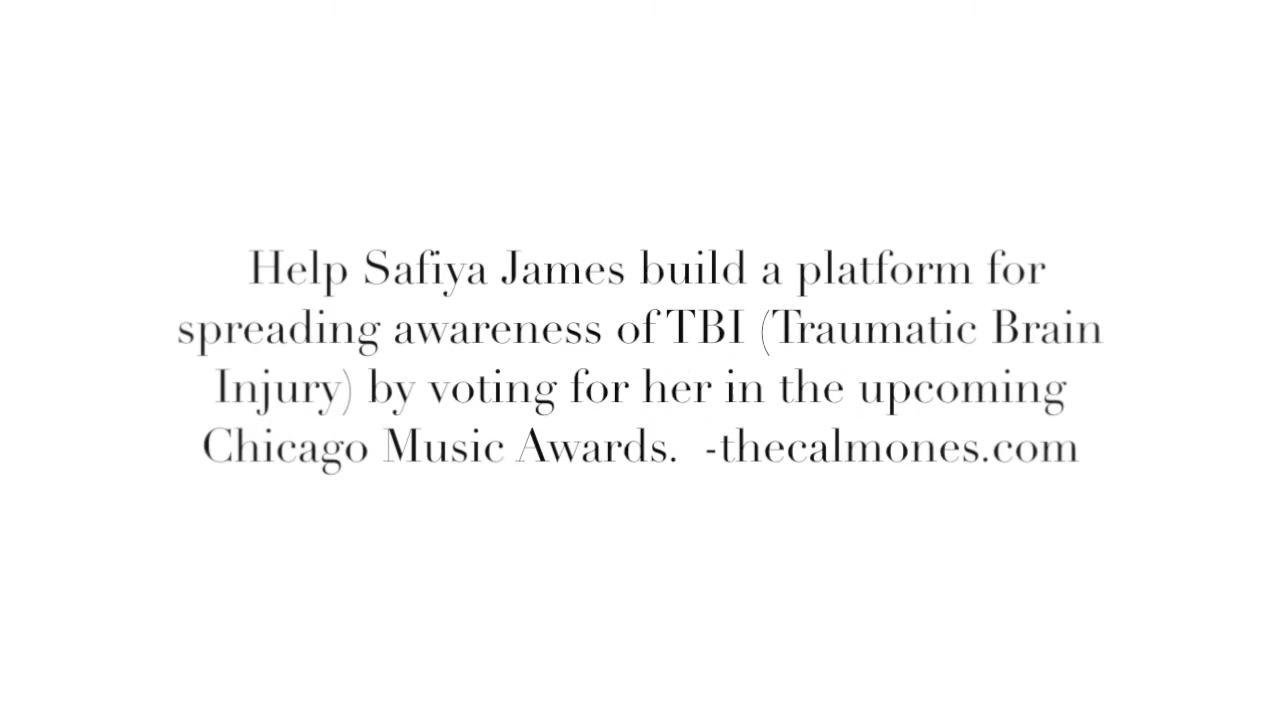 Help Safiya James build a platform for
spreading awareness of TBI (Traumatic Brain
Injury) by voting for her in the upcoming
Chicago Music Awards.  -thecalmones.com